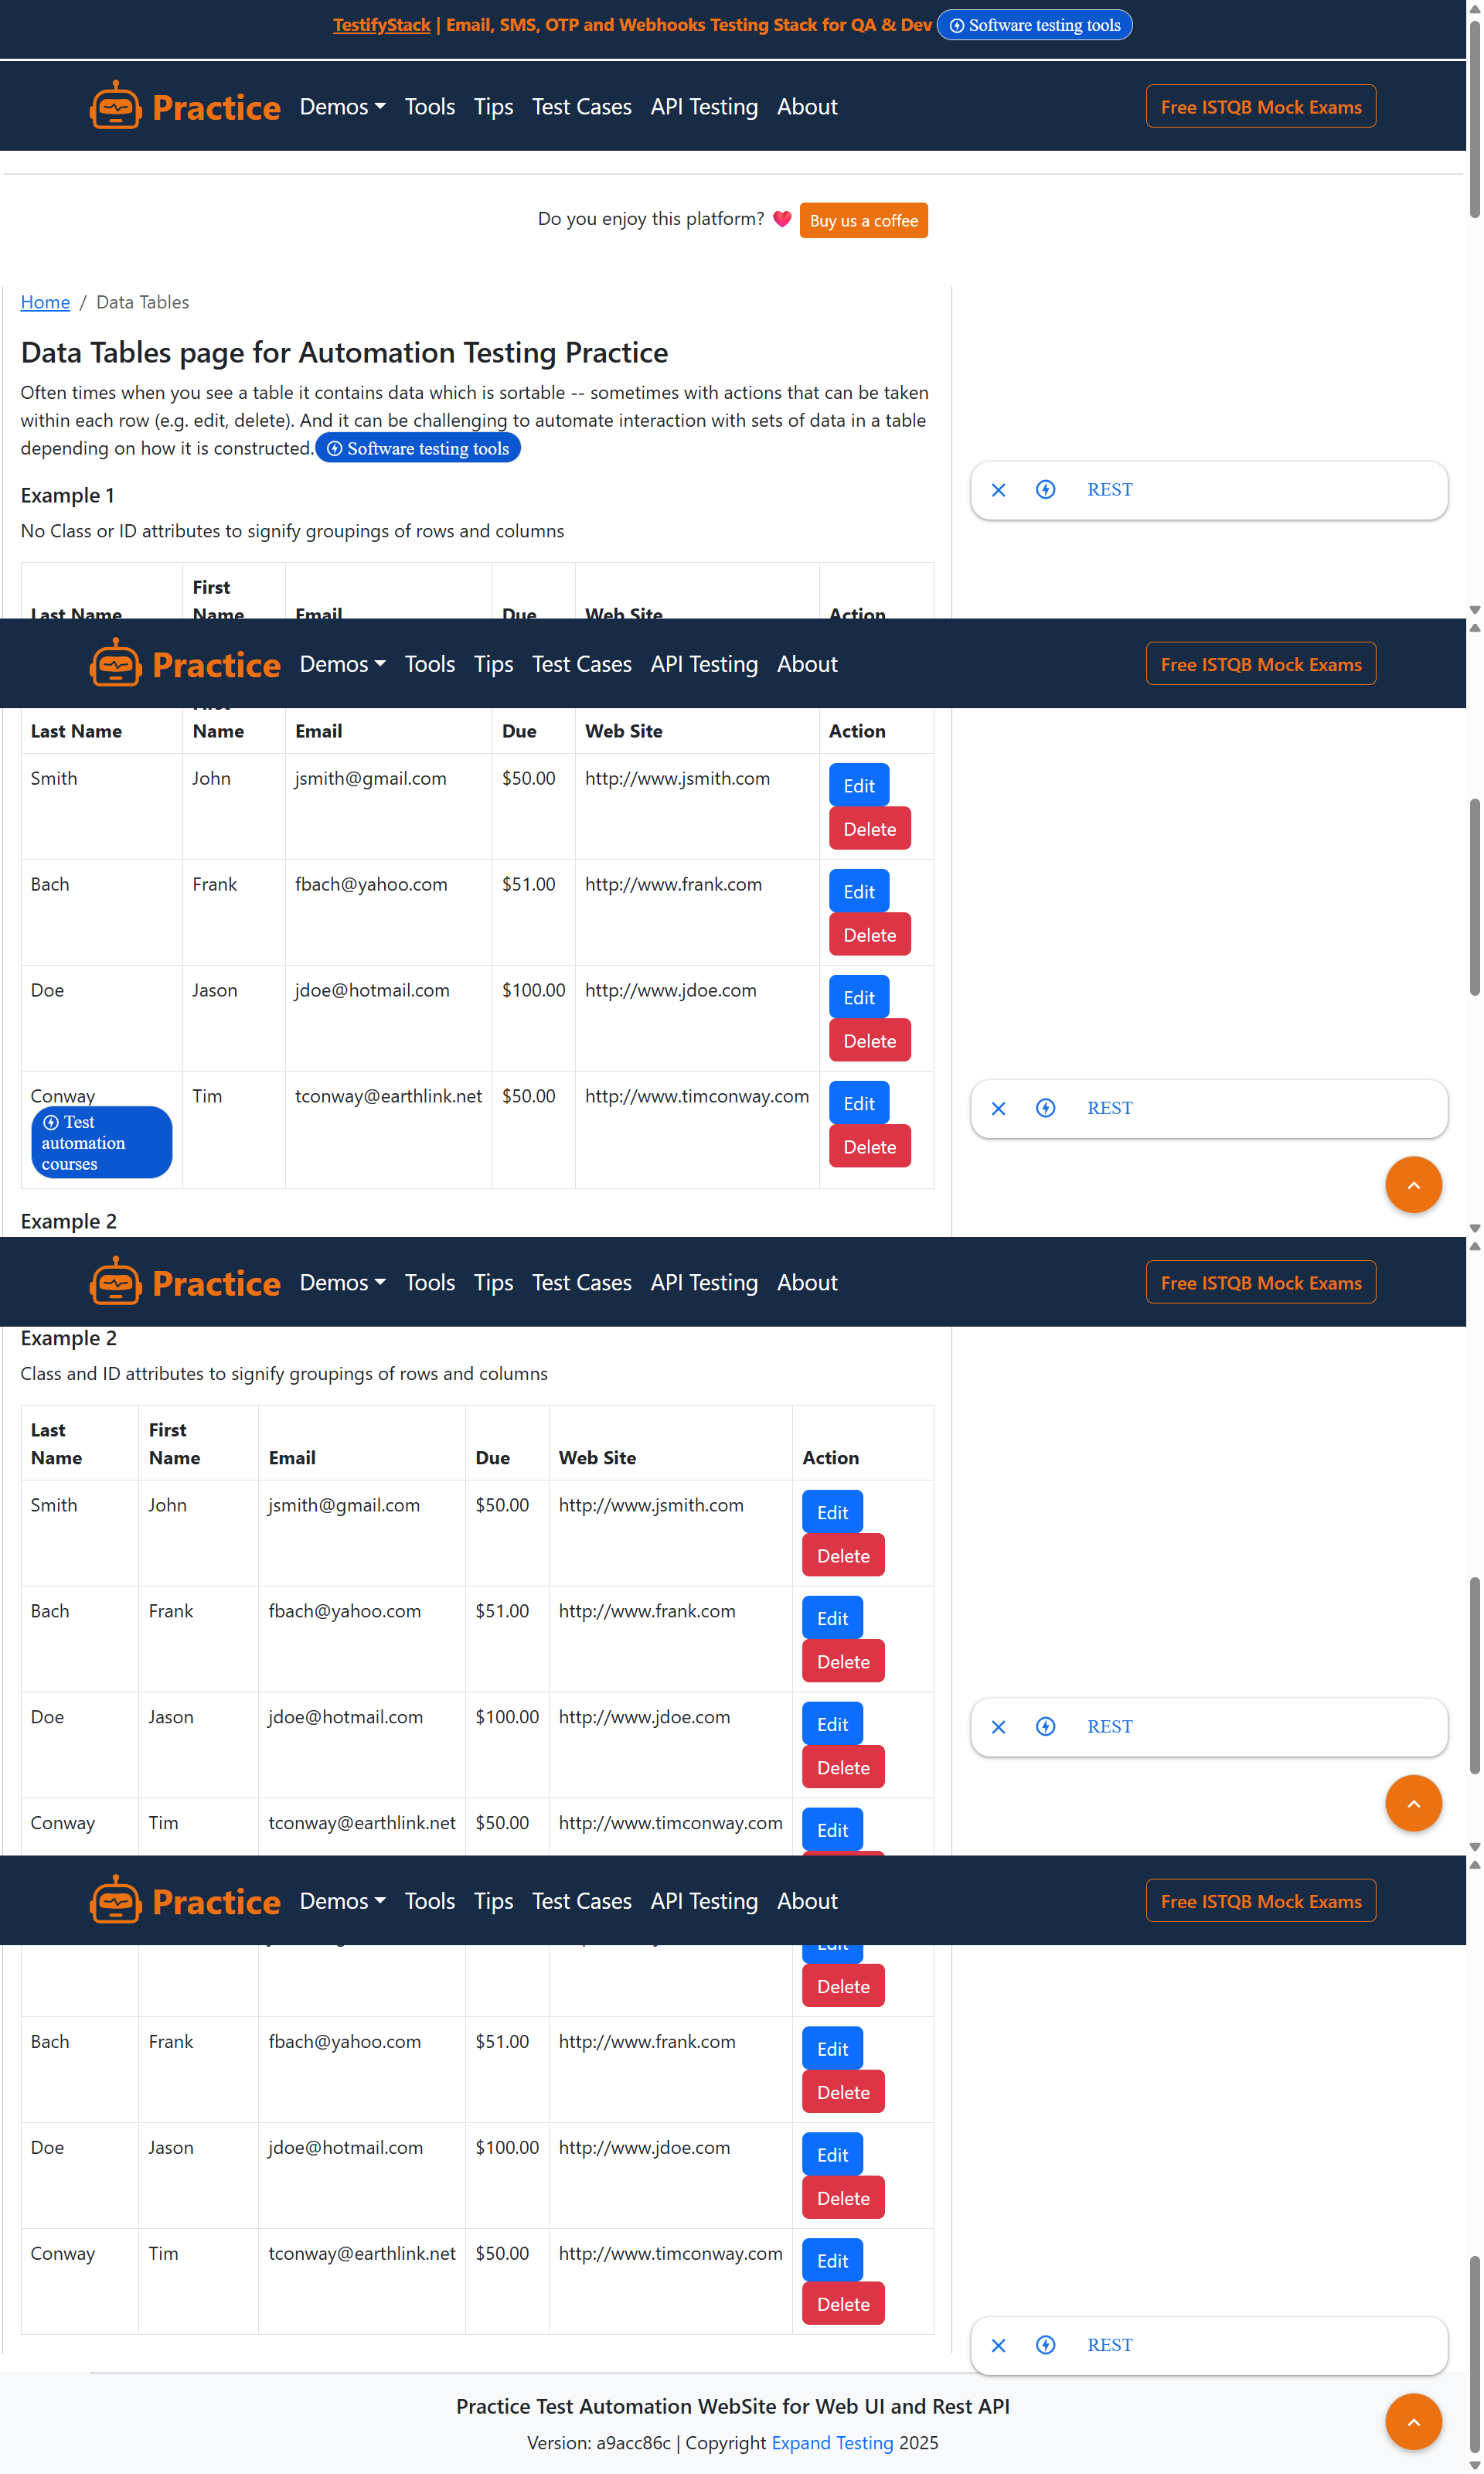 TestifyStack | Email, SMS, OTP and Webhooks Testing Stack for QA & Dev Software testing tools
Practice Demos Tools Tips Test Cases API Testing About Free ISTQB Mock Exams
Do you enjoy this platform? Buy us a coffee
Home / Data Tables
Data Tables page for Automation Testing Practice
Often times when you see a table it contains data which is sortable -- sometimes with actions that can be taken
within each row (e.g. edit, delete). And it can be challenging to automate interaction with sets of data in a table
depending on how it is constructed. Software testing tools
REST
Example 1
No Class or ID attributes to signify groupings of rows and columns
First
Last Name Name Email Due Web Site Action
Practice Demos Tools Tips Test Cases API Testing About Free ISTQB Mock Exams
Last Name Name Email Due Web Site Action
Smith John jsmith@gmail.com $50.00 http://www.jsmith.com Edit
Delete
Bach Frank fbach@yahoo.com $51.00 http://www.frank.com Edit
Delete
Doe Jason jdoe@hotmail.com $100.00 http://www.jdoe.com Edit
Delete
Conway Tim tconway@earthlink.net $50.00 http://www.timconway.com Edit
REST
Test
automation
courses
Delete
Example 2
Practice Demos Tools Tips Test Cases API Testing About Free ISTQB Mock Exams
Example 2
Class and ID attributes to signify groupings of rows and columns
Last First
Name Name Email Due Web Site Action
Smith John jsmith@gmail.com $50.00 http://www.jsmith.com Edit
Delete
Bach Frank fbach@yahoo.com $51.00 http://www.frank.com Edit
Delete
Doe Jason jdoe@hotmail.com $100.00 http://www.jdoe.com Edit
REST
Delete
Conway Tim tconway@earthlink.net $50.00 http://www.timconway.com Edit
Practice Demos Tools Tips Test Cases API Testing About Free ISTQB Mock Exams
Edit
Delete
Bach Frank fbach@yahoo.com $51.00 http://www.frank.com Edit
Delete
Doe Jason jdoe@hotmail.com $100.00 http://www.jdoe.com Edit
Delete
Conway Tim tconway@earthlink.net $50.00 http://www.timconway.com Edit
Delete
REST
Practice Test Automation WebSite for Web UI and Rest API
Version: a9acc86c | Copyright Expand Testing 2025